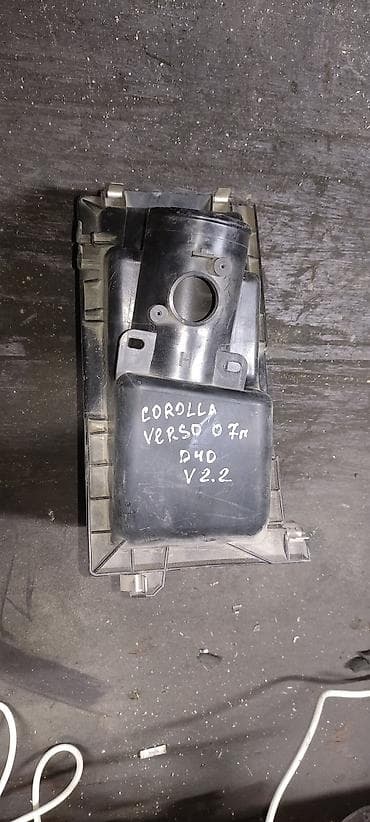 COROLLA
VERSO 07г
D4D
V2.2